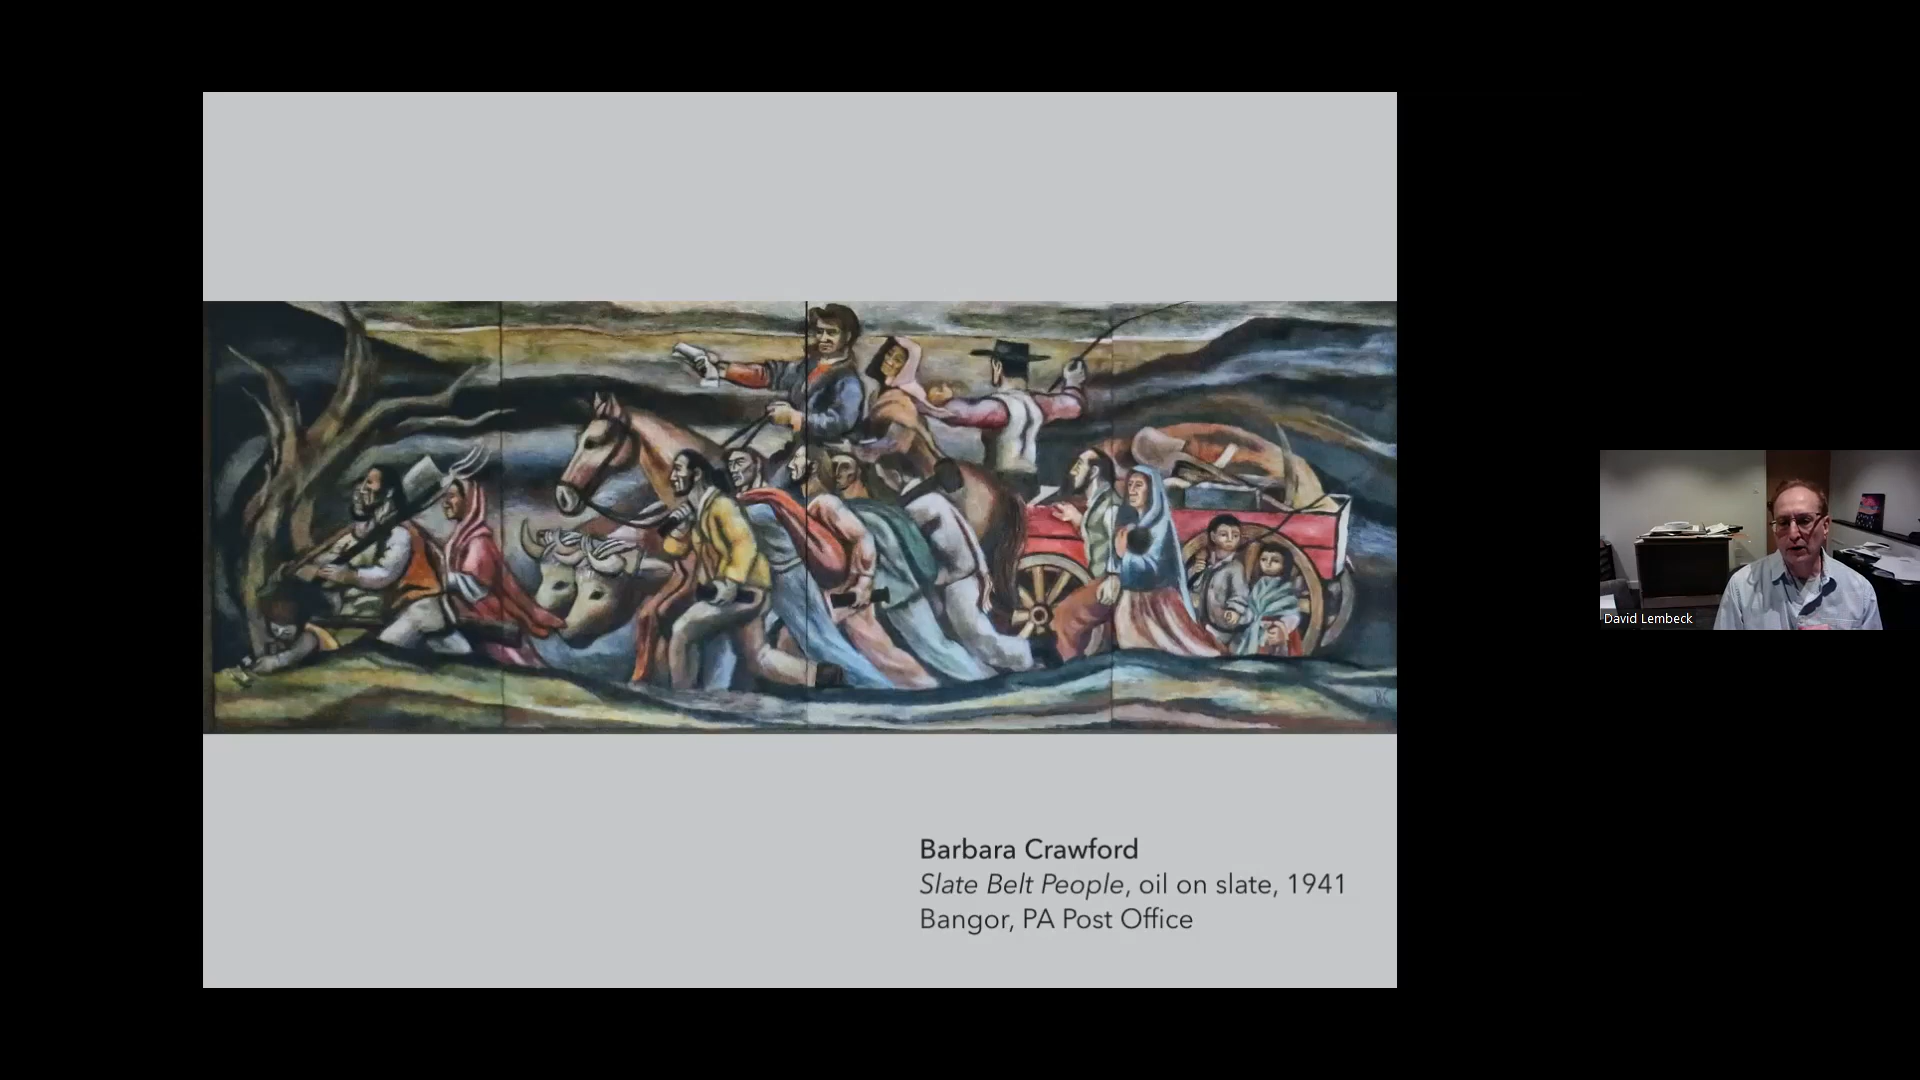 Barbara Crawford
Slate Belt People, oil on slate, 1941
Bangor, PA Post Office
David Lembeck